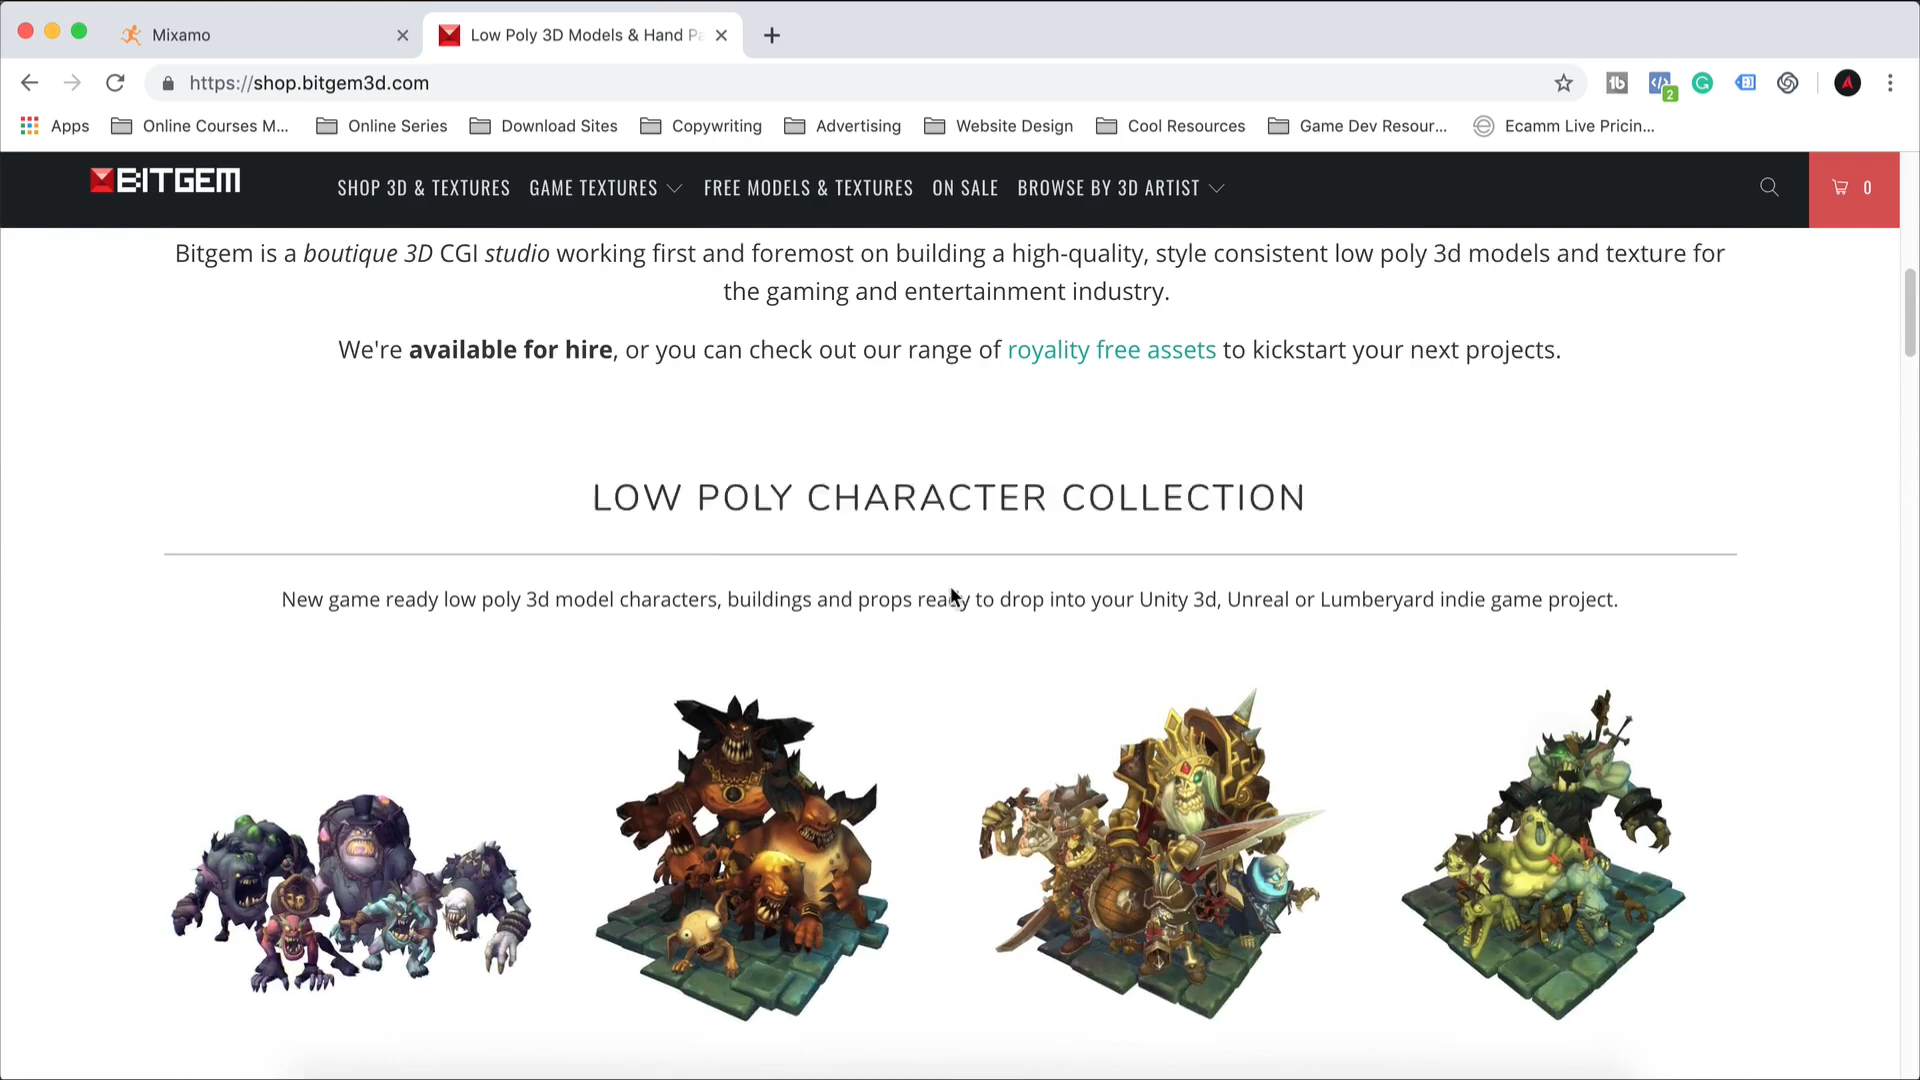 Mixamo
Low Poly 3D Models & Hand Pa
https://shop.bitgem3d.com
2
Apps
Online Courses M...
Online Series
Download Sites
Copywriting
Advertising
Website Design
Cool Resources
Game Dev Resour...
Ecamm Live Pricin...
BITGEM
SHOP 3D & TEXTURES
GAME TEXTURES
FREE MODELS & TEXTURES
ON SALE
BROWSE BY 3D ARTIST
0
Bitgem is a boutique 3D CGI studio working first and foremost on building a high-quality, style consistent low poly 3d models and texture for
the gaming and entertainment industry.
We're available for hire, or you can check out our range of royality free assets to kickstart your next projects.
LOW POLY CHARACTER COLLECTION
New game ready low poly 3d model characters, buildings and props ready to drop into your Unity 3d, Unreal or Lumberyard indie game project.